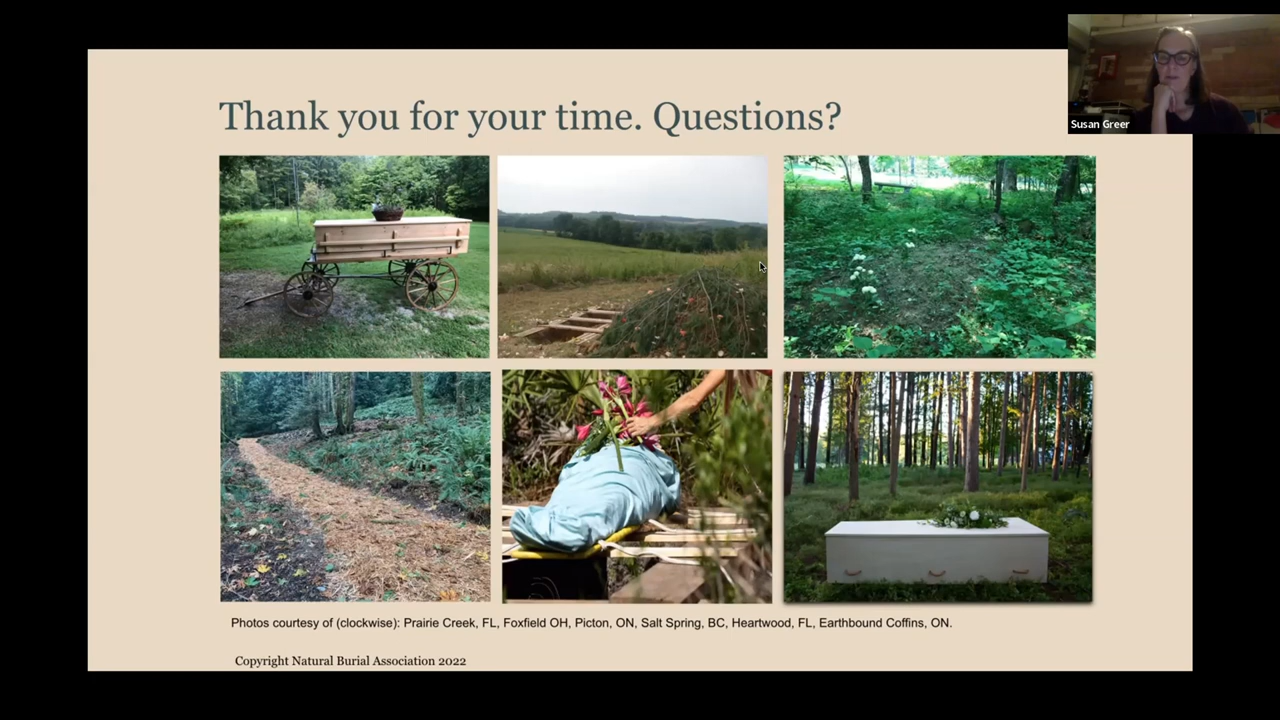 Thank you for your time. Questions?
Susan Greer
Photos courtesy of (clockwise): Prairie Creek, FL, Foxfield OH, Picton, ON, Salt Spring, BC, Heartwood, FL, Earthbound Coffins, ON.
Copyright Natural Burial Association 2022